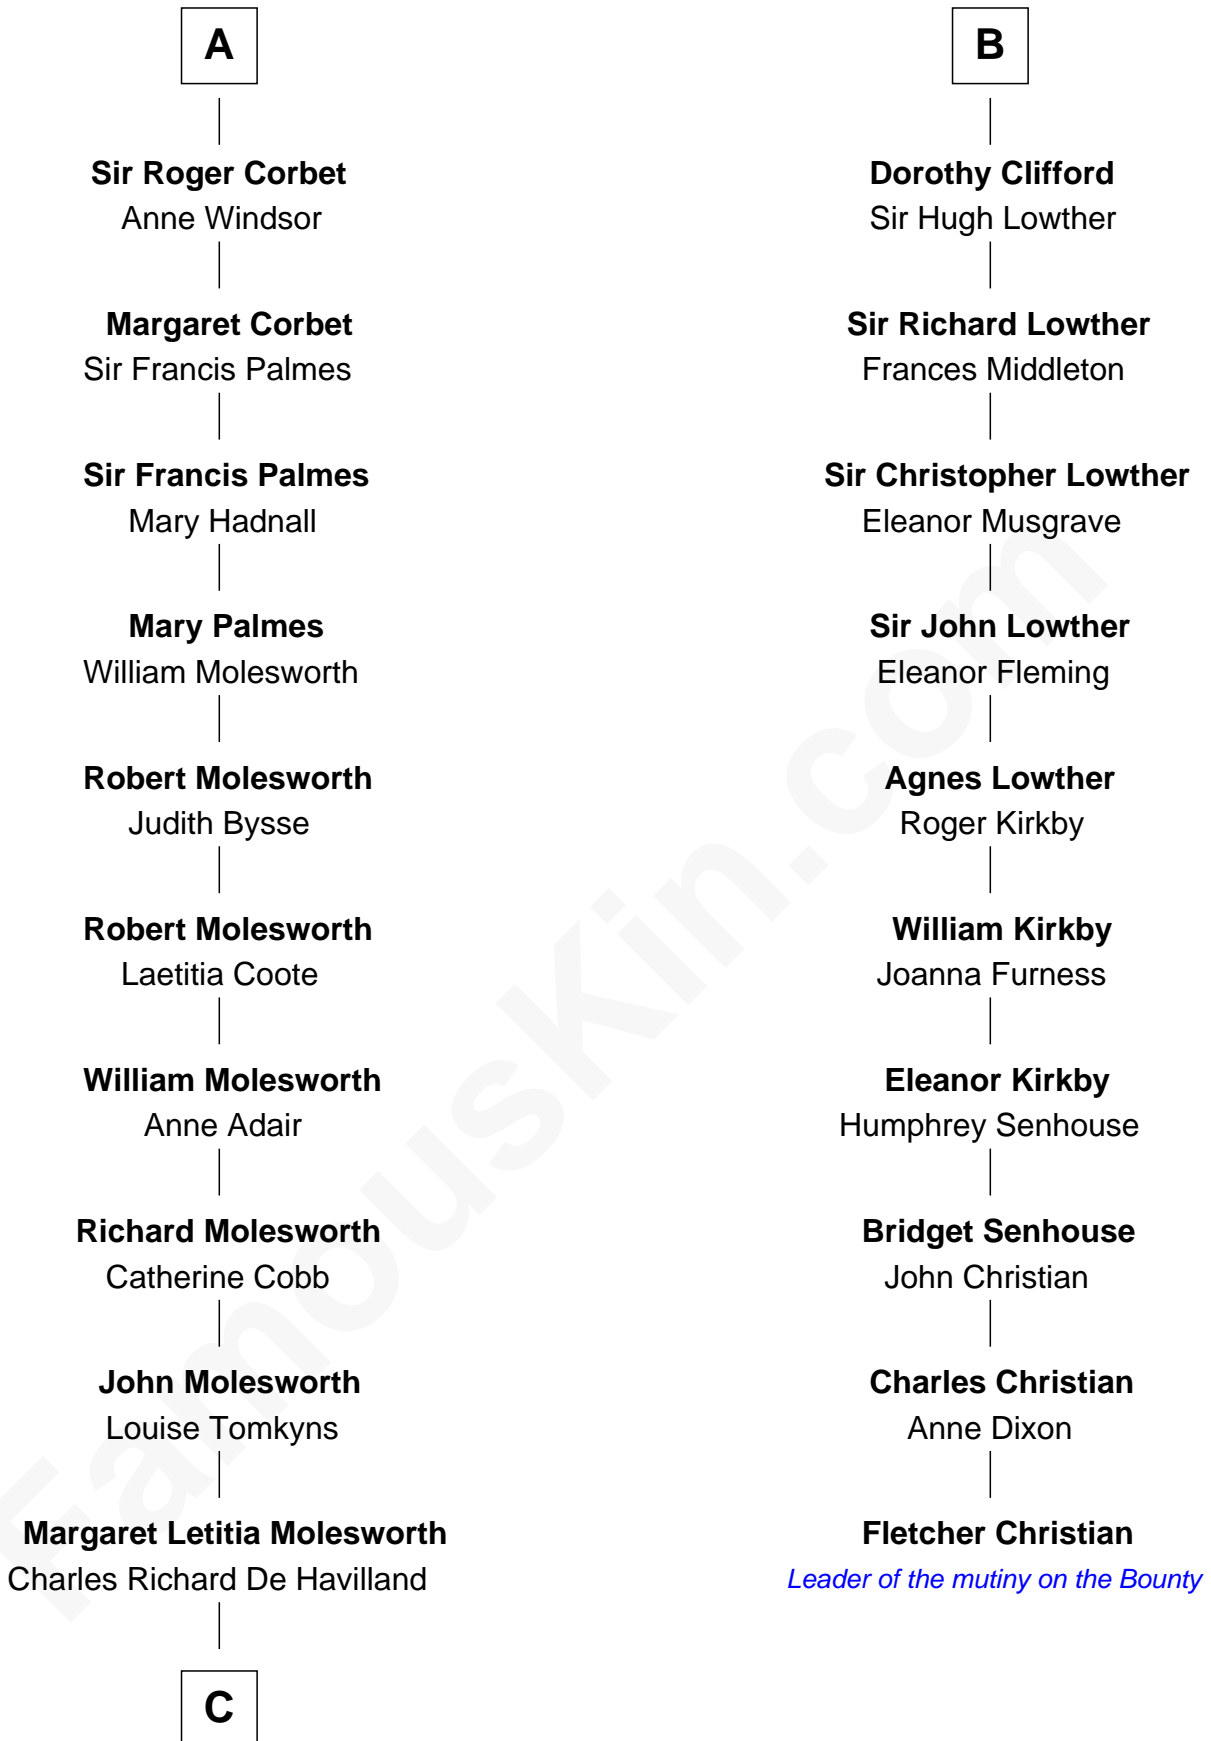 A
Sir Roger Corbet
Anne Windsor
Margaret Corbet
Sir Francis Palmes
Sir Francis Palmes
Mary Hadnall
Mary Palmes
William Molesworth
Robert Molesworth
Judith Bysse
Robert Molesworth
Laetitia Coote
William Molesworth
Anne Adair
Richard Molesworth
Catherine Cobb
John Molesworth
Louise Tomkyns
Margaret Letitia Molesworth
Charles Richard De Havilland
C
B
Dorothy Clifford
Sir Hugh Lowther
Sir Richard Lowther
Frances Middleton
Sir Christopher Lowther
Eleanor Musgrave
Sir John Lowther
Eleanor Fleming
Agnes Lowther
Roger Kirkby
William Kirkby
Joanna Furness
Eleanor Kirkby
Humphrey Senhouse
Bridget Senhouse
John Christian
Charles Christian
Anne Dixon
Fletcher Christian
Leader of the mutiny on the Bounty
FamousKin.com